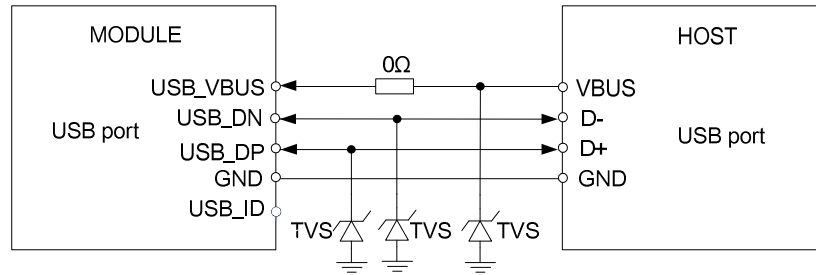 MODULE
HOST
0Ω
USB_VBUS
VBUS
USB_DN
D-
USB port
USB port
USB_DP
D+
GND
GND
USB_ID
TVS
TVS
TVS